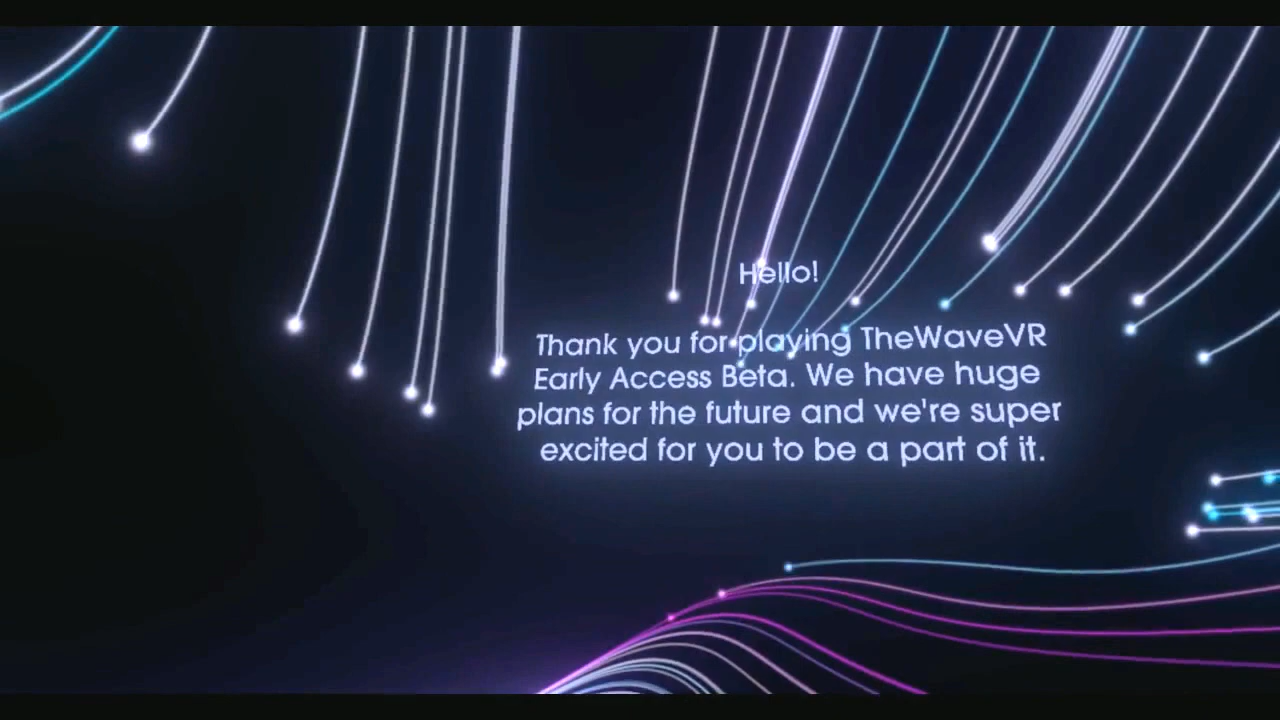 Hello!
Thank you for playing TheWaveVR
Early Access Beta. We have huge
plans for the future and we're super
excited for you to be a part of it.